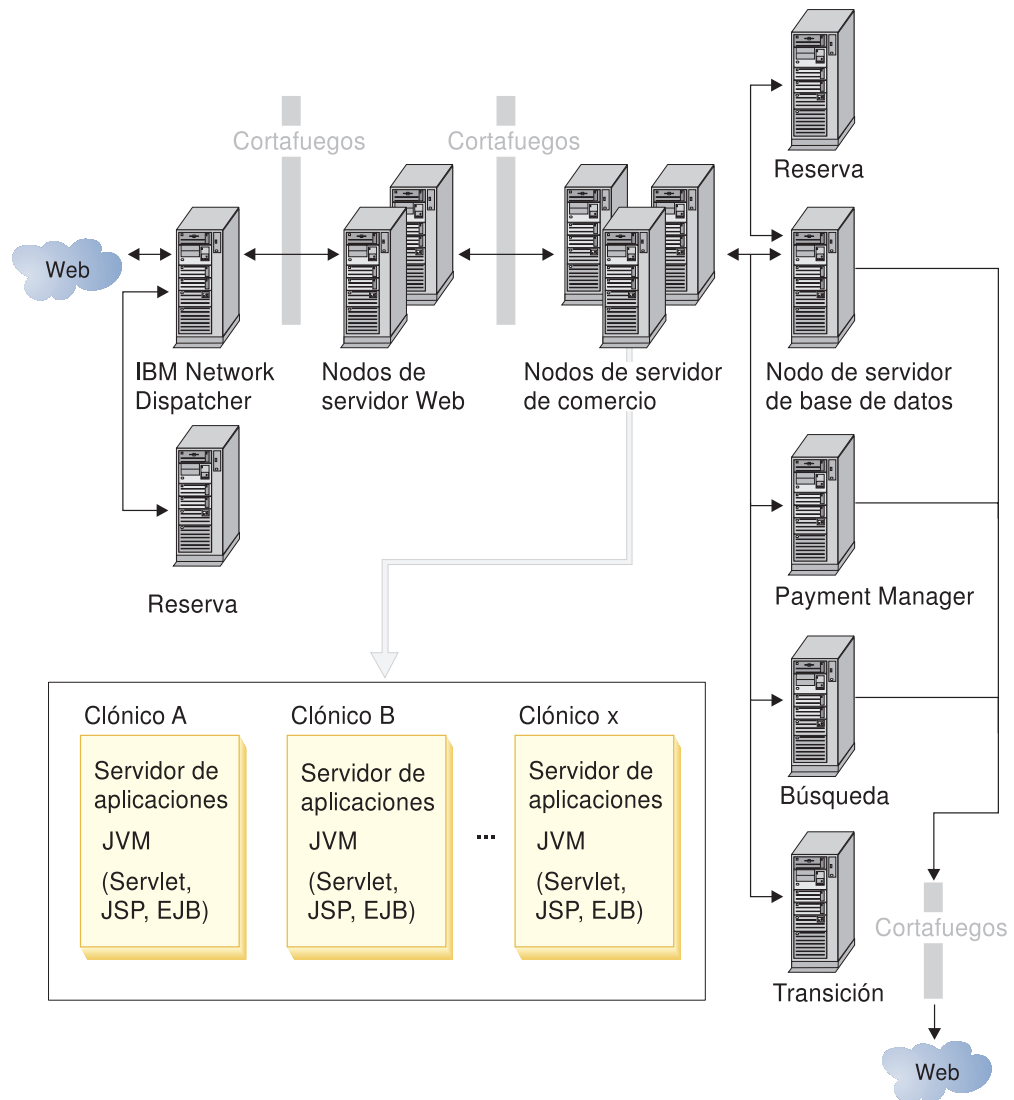 Cortafuegos
Cortafuegos
Reserva
Web
IBM Network
Dispatcher
Nodos de
servidor Web
Nodos de servidor
de comercio
Nodo de servidor
de base de datos
Reserva
Payment Manager
Clónico A
Servidor de
aplicaciones
JVM
(Servlet,
JSP, EJB)
Clónico B
Servidor de
aplicaciones
JVM
(Servlet,
JSP, EJB)
...
Clónico x
Servidor de
aplicaciones
JVM
(Servlet,
JSP, EJB)
Búsqueda
Transición
Cortafuegos
Web